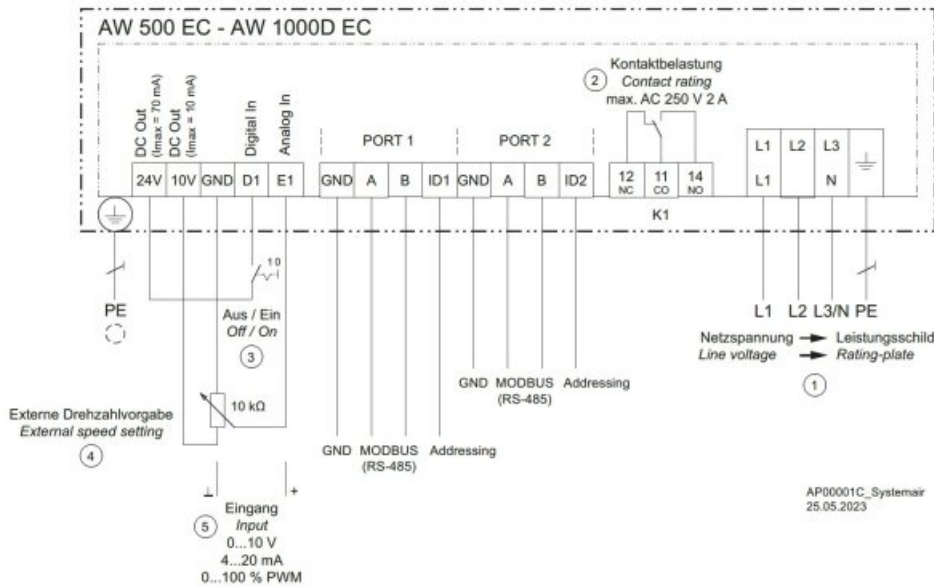 AW 500 EC - AW 1000D EC
DC Out
(Imax = 70 mA)
DC Out
(Imax = 10 mA)
Digital In
Analog In
PORT 1
PORT 2
2
Kontaktbelastung
Contact rating
max. AC 250 V 2 A
24V 10V GND D1 E1
GND A B ID1 GND A B ID2
12 11 14
NC CO NO
K1
L1 L2 L3
L1 N
PE
1 0
Aus / Ein
Off / On
3
10 kΩ
Externe Drehzahlvorgabe
External speed setting
4
⊥ +
5
Eingang
Input
0...10 V
4...20 mA
0...100 % PWM
GND MODBUS Addressing
(RS-485)
GND MODBUS Addressing
(RS-485)
L1 L2 L3/N PE
Netzspannung → Leistungsschild
Line voltage → Rating-plate
1
AP00001C_Systemair
25.05.2023